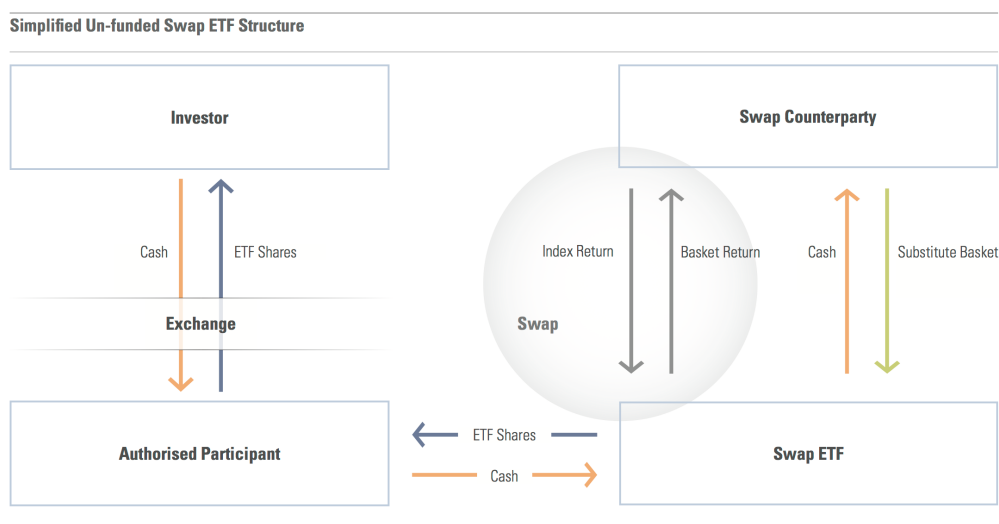 Simplified Un-funded Swap ETF Structure
Investor
Swap Counterparty
Cash
ETF Shares
Index Return
Basket Return
Cash
Substitute Basket
Exchange
Swap
ETF Shares
Authorised Participant
Swap ETF
Cash